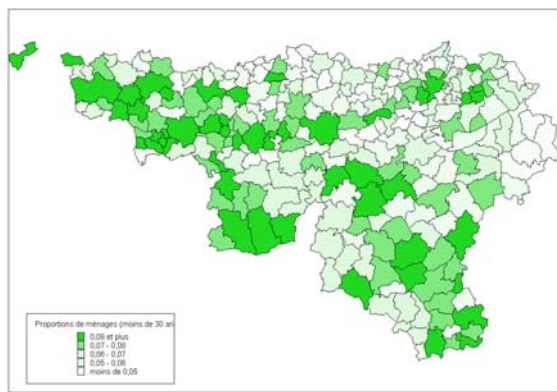 Proportions de ménages (moins de 30 an
0,08 et plus
0,07 - 0,08
0,06 - 0,07
0,05 - 0,06
moins de 0,05